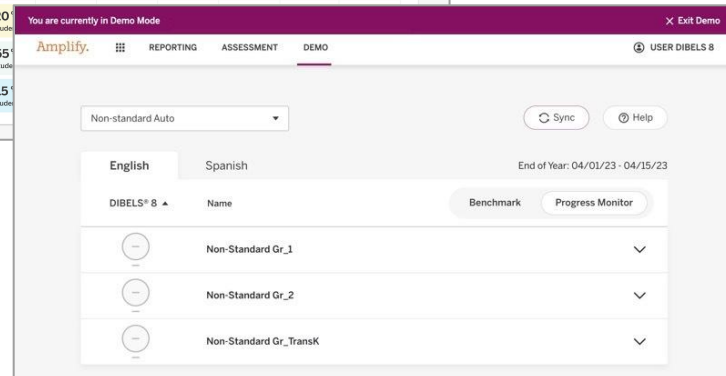 You are currently in Demo Mode
× Exit Demo
Amplify.
REPORTING ASSESSMENT DEMO
USER DIBELS 8
Non-standard Auto
Sync
Help
English Spanish
End of Year: 04/01/23 - 04/15/23
DIBELS® 8 Name
Benchmark Progress Monitor
Non-Standard Gr_1
Non-Standard Gr_2
Non-Standard Gr_TransK